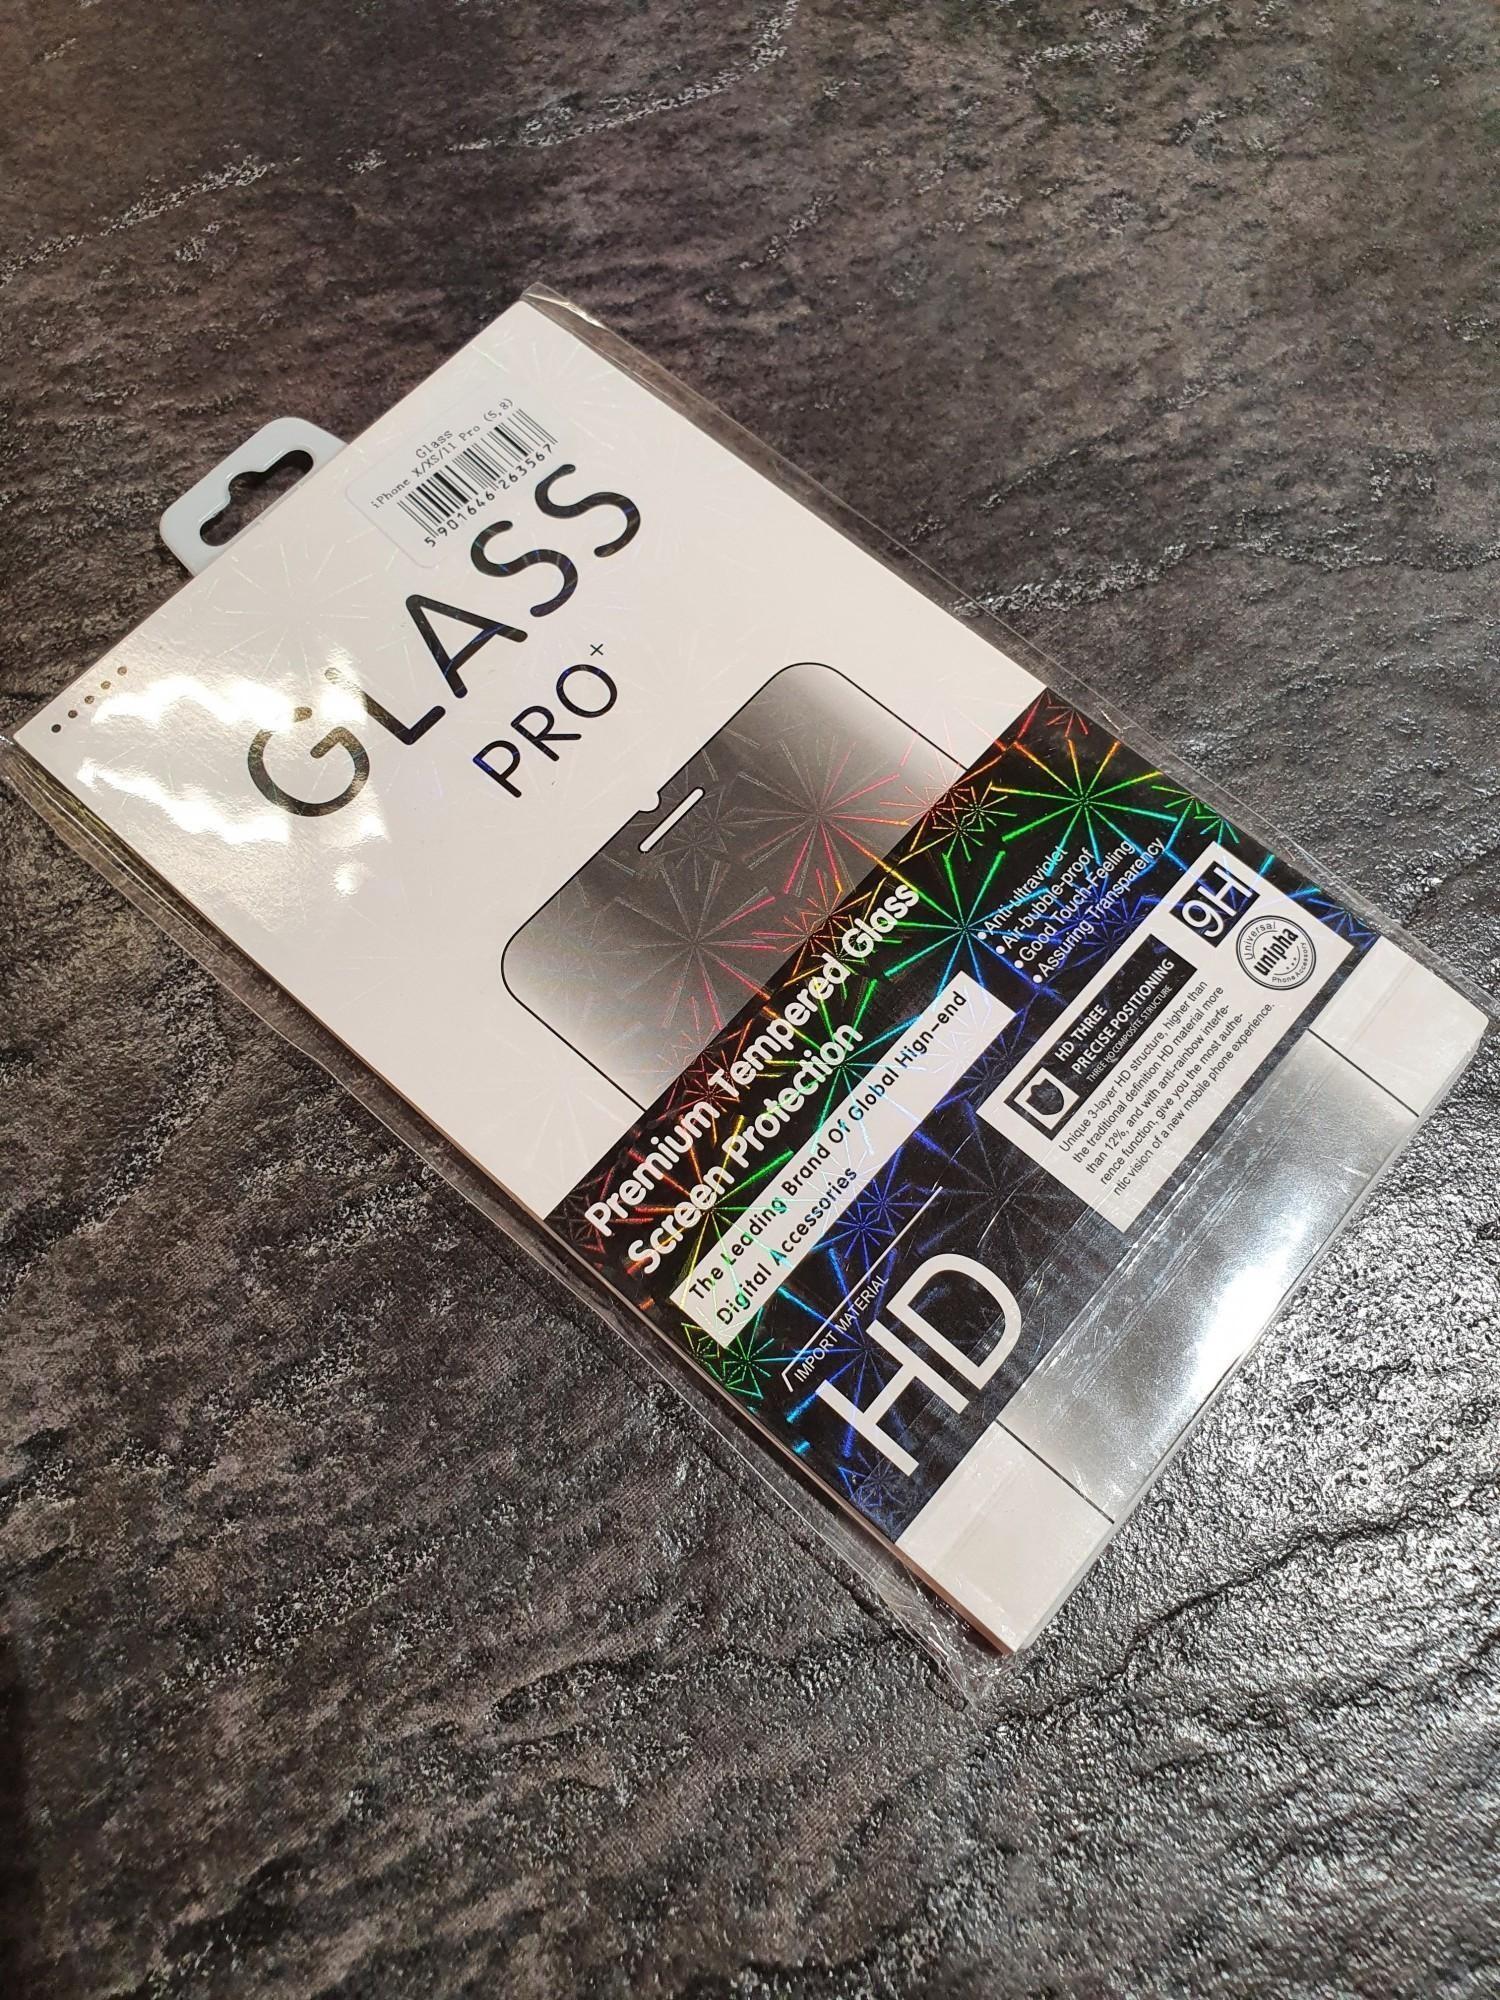 Glass
iPhone X/XS/11 Pro (5,8)
5 901646 263567
GLASS
PRO+
Premium Tempered Glass
Screen Protection
The Leading Brand Of Global Hign-end
Digital Accessories
IMPORT MATERIAL
HD
• Anti-ultraviolet
• Air-bubble-proof
• Good Touch-Feeling
• Assuring Transparency
9H
HD THREE
PRECISE POSITIONING
THREE HD COMPOSITE STRUCTURE
Universal
unipha
Phone Accessory
Unique 3-layer HD structure, higher than
the traditional definition HD material more
than 12%, and with anti-rainbow interfe-
rence function, give you the most authe-
ntic vision of a new mobile phone experience.